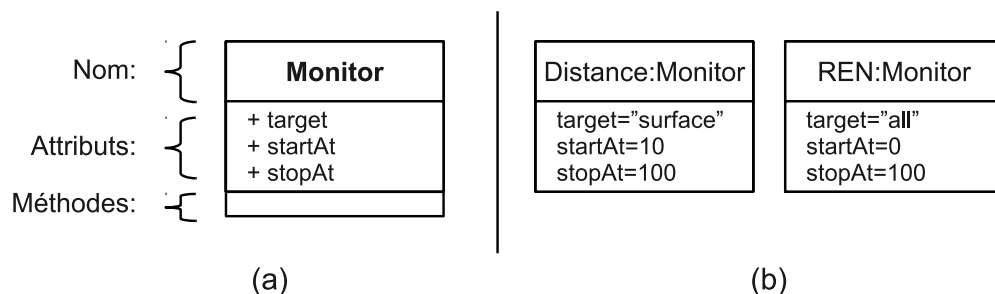 Nom:
Monitor
Attributs:
+ target
+ startAt
+ stopAt
Méthodes:
(a)
Distance:Monitor
target=”surface”
startAt=10
stopAt=100
REN:Monitor
target=”all”
startAt=0
stopAt=100
(b)